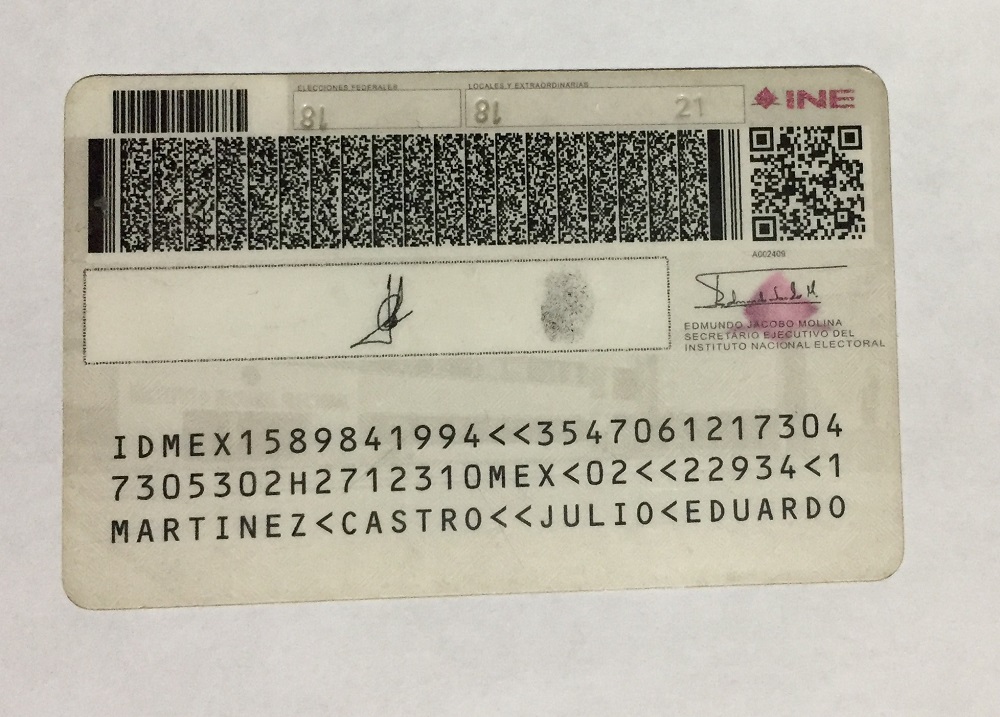 ELECCIONES FEDERALES
LOCALES Y EXTRAORDINARIAS
18
18
21
INE
A002409
EDMUNDO JACOBO MOLINA
SECRETARIO EJECUTIVO DEL
INSTITUTO NACIONAL ELECTORAL
IDMEX1589841994<<3547061217304
7305302H2712310MEX<02<<22934<1
MARTINEZ<CASTRO<<JULIO<EDUARDO